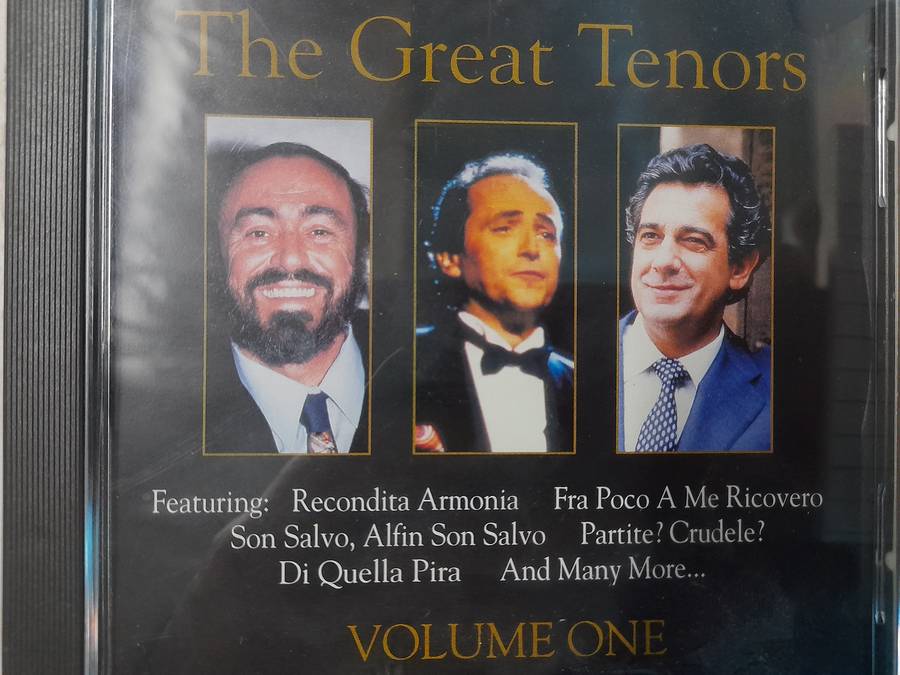 The Great Tenors
Featuring: Recondita Armonia Fra Poco A Me Ricovero
Son Salvo, Alfin Son Salvo Partite? Crudele?
Di Quella Pira And Many More...
VOLUME ONE